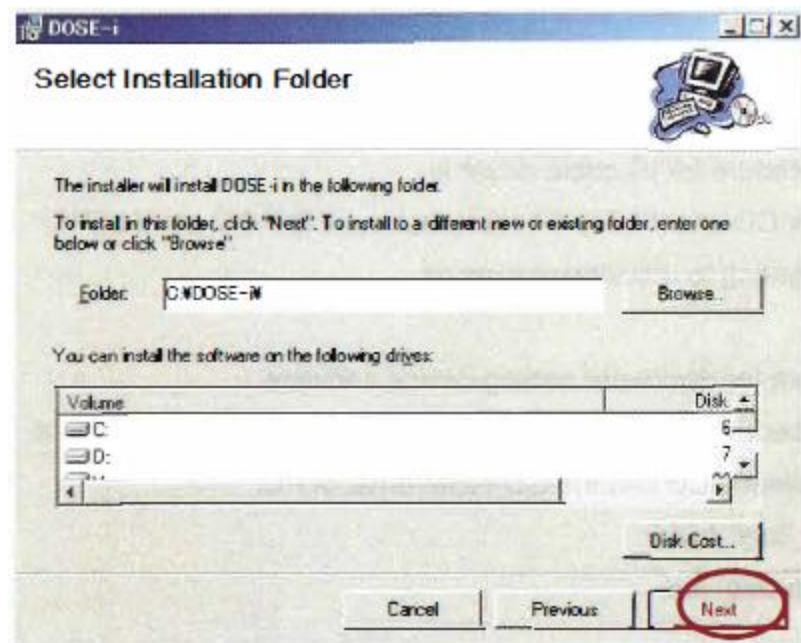 DOSE-i
Select Installation Folder
The installer will install DOSE-i in the following folder.
To install in this folder, click "Next". To install to a different new or existing folder, enter one
below or click "Browse".
Folder: C:¥DOSE-i¥ Browse..
You can install the software on the following drives:
Volume Disk
C: 6
D: 7
Disk Cost...
Cancel Previous Next